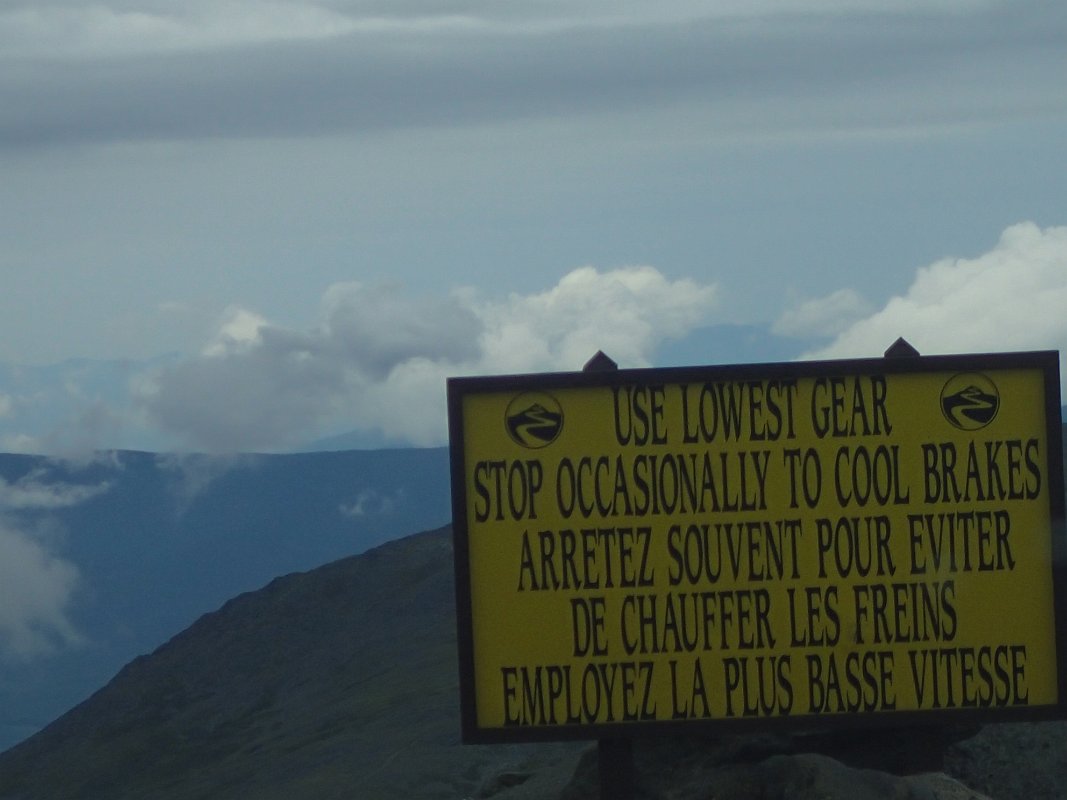 USE LOWEST GEAR
STOP OCCASIONALLY TO COOL BRAKES
ARRETEZ SOUVENT POUR EVITER
DE CHAUFFER LES FREINS
EMPLOYEZ LA PLUS BASSE VITESSE